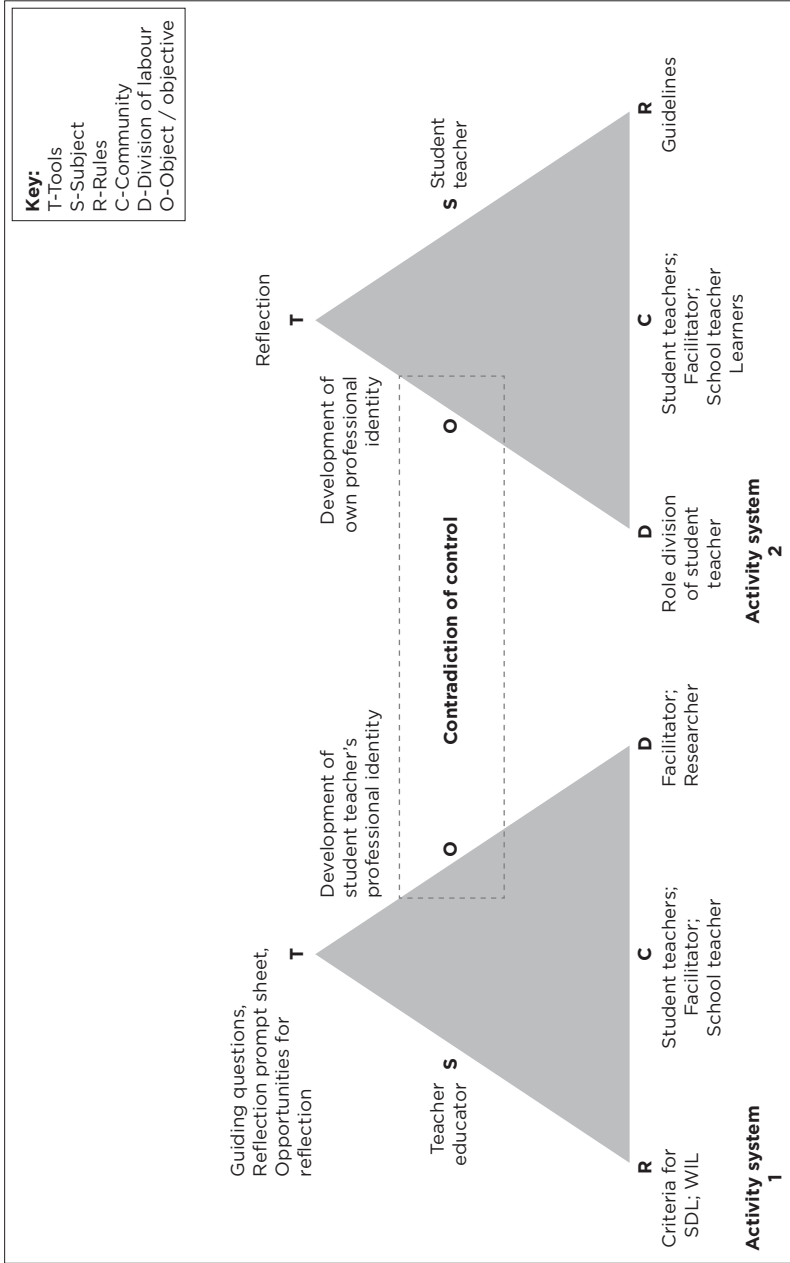 Key:
T-Tools
S-Subject
R-Rules
C-Community
D-Division of labour
O-Object / objective
Guiding questions,
Reflection prompt sheet,
Opportunities for
reflection
T
Development of
student teacher’s
professional identity
Teacher
educator
S
O
R
Criteria for
SDL; WIL
C
Student teachers;
Facilitator;
School teacher
D
Facilitator;
Researcher
Activity system
1
Contradiction of control
Reflection
T
Development of
own professional
identity
O
S
Student
teacher
D
Role division
of student
teacher
C
Student teachers;
Facilitator;
School teacher
Learners
R
Guidelines
Activity system
2